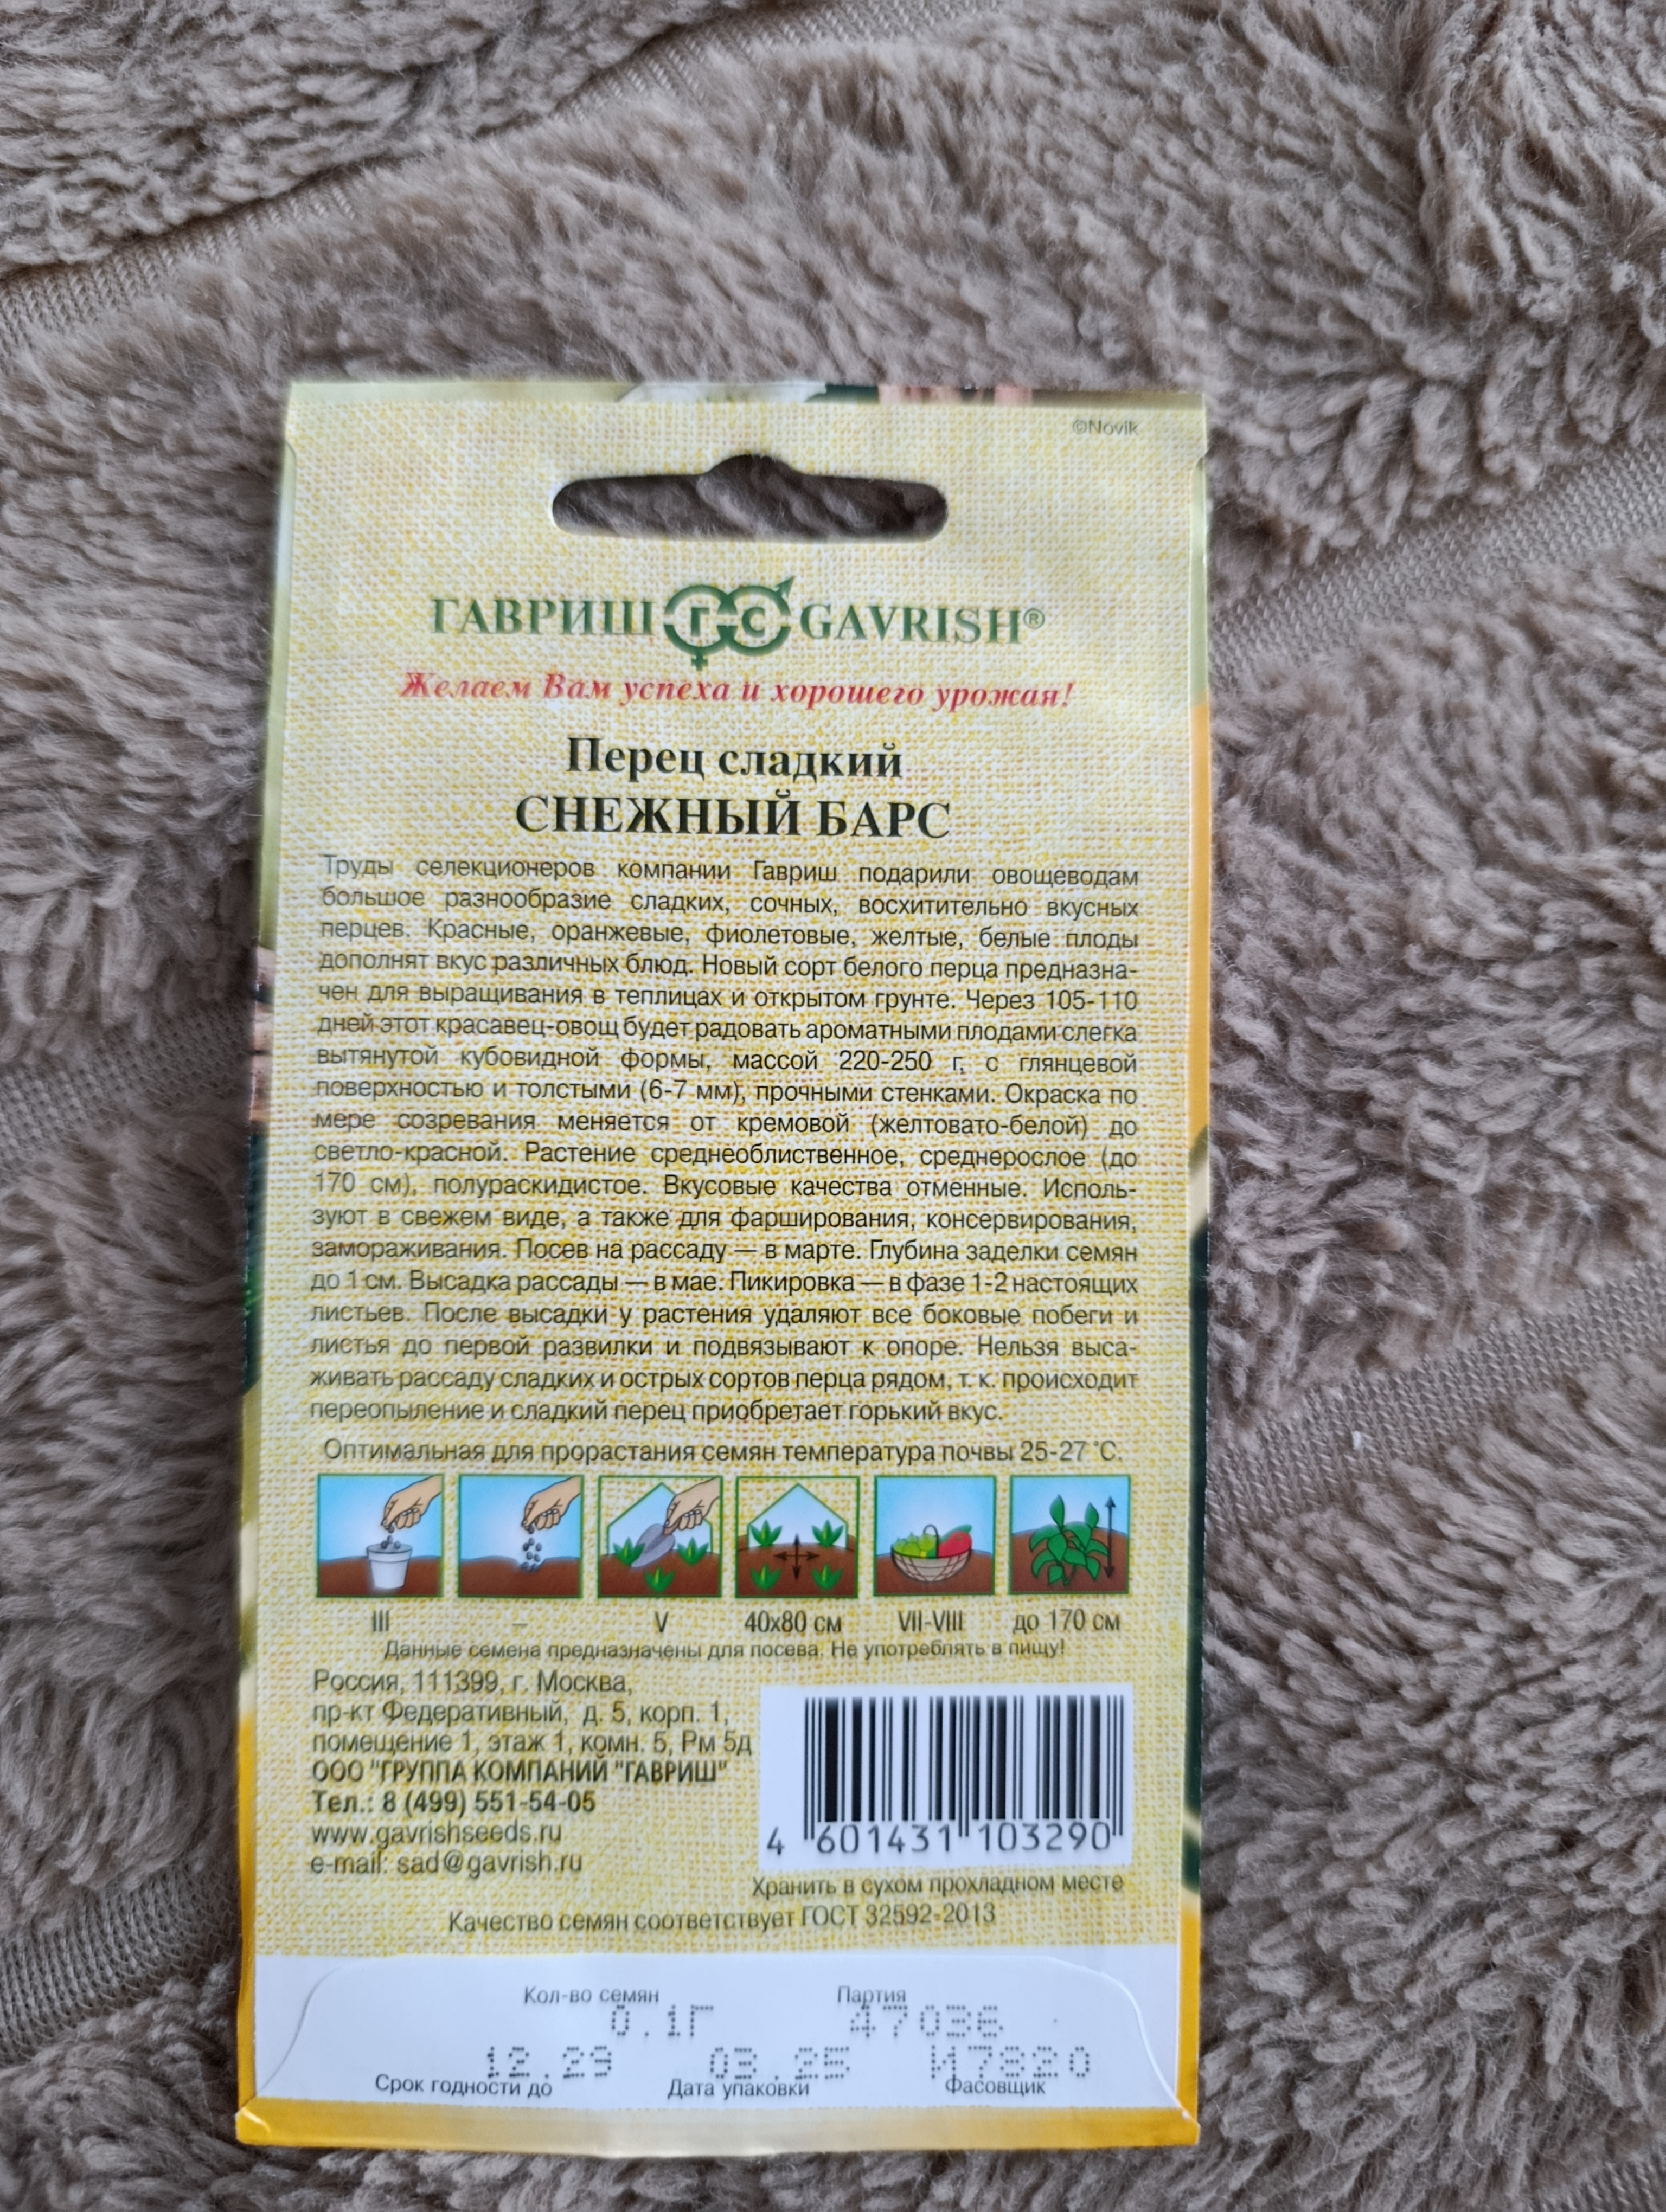 ©Novik
ГАВРИШ ГС GAVRISH®
Желаем Вам успеха и хорошего урожая!
Перец сладкий
СНЕЖНЫЙ БАРС
Труды селекционеров компании Гавриш подарили овощеводам
большое разнообразие сладких, сочных, восхитительно вкусных
перцев. Красные, оранжевые, фиолетовые, желтые, белые плоды
дополнят вкус различных блюд. Новый сорт белого перца предназна-
чен для выращивания в теплицах и открытом грунте. Через 105-110
дней этот красавец-овощ будет радовать ароматными плодами слегка
вытянутой кубовидной формы, массой 220-250 г, с глянцевой
поверхностью и толстыми (6-7 мм), прочными стенками. Окраска по
мере созревания меняется от кремовой (желтовато-белой) до
светло-красной. Растение среднеоблиственное, среднерослое (до
170 см), полураскидистое. Вкусовые качества отменные. Исполь-
зуют в свежем виде, а также для фарширования, консервирования,
замораживания. Посев на рассаду — в марте. Глубина заделки семян
до 1 см. Высадка рассады — в мае. Пикировка — в фазе 1-2 настоящих
листьев. После высадки у растения удаляют все боковые побеги и
листья до первой развилки и подвязывают к опоре. Нельзя выса-
живать рассаду сладких и острых сортов перца рядом, т. к. происходит
переопыление и сладкий перец приобретает горький вкус.
Оптимальная для прорастания семян температура почвы 25-27 °С.
III – V 40х80 см VII-VIII до 170 см
Данные семена предназначены для посева. Не употреблять в пищу!
Россия, 111399, г. Москва,
пр-кт Федеративный, д. 5, корп. 1,
помещение 1, этаж 1, комн. 5, Рм 5д
ООО "ГРУППА КОМПАНИЙ "ГАВРИШ"
Тел.: 8 (499) 551-54-05
www.gavrishseeds.ru
e-mail: sad@gavrish.ru
4 601431 103290
Хранить в сухом прохладном месте
Качество семян соответствует ГОСТ 32592-2013
Кол-во семян Партия
0.1Г 47036
12.29 03.25 И7820
Срок годности до Дата упаковки Фасовщик